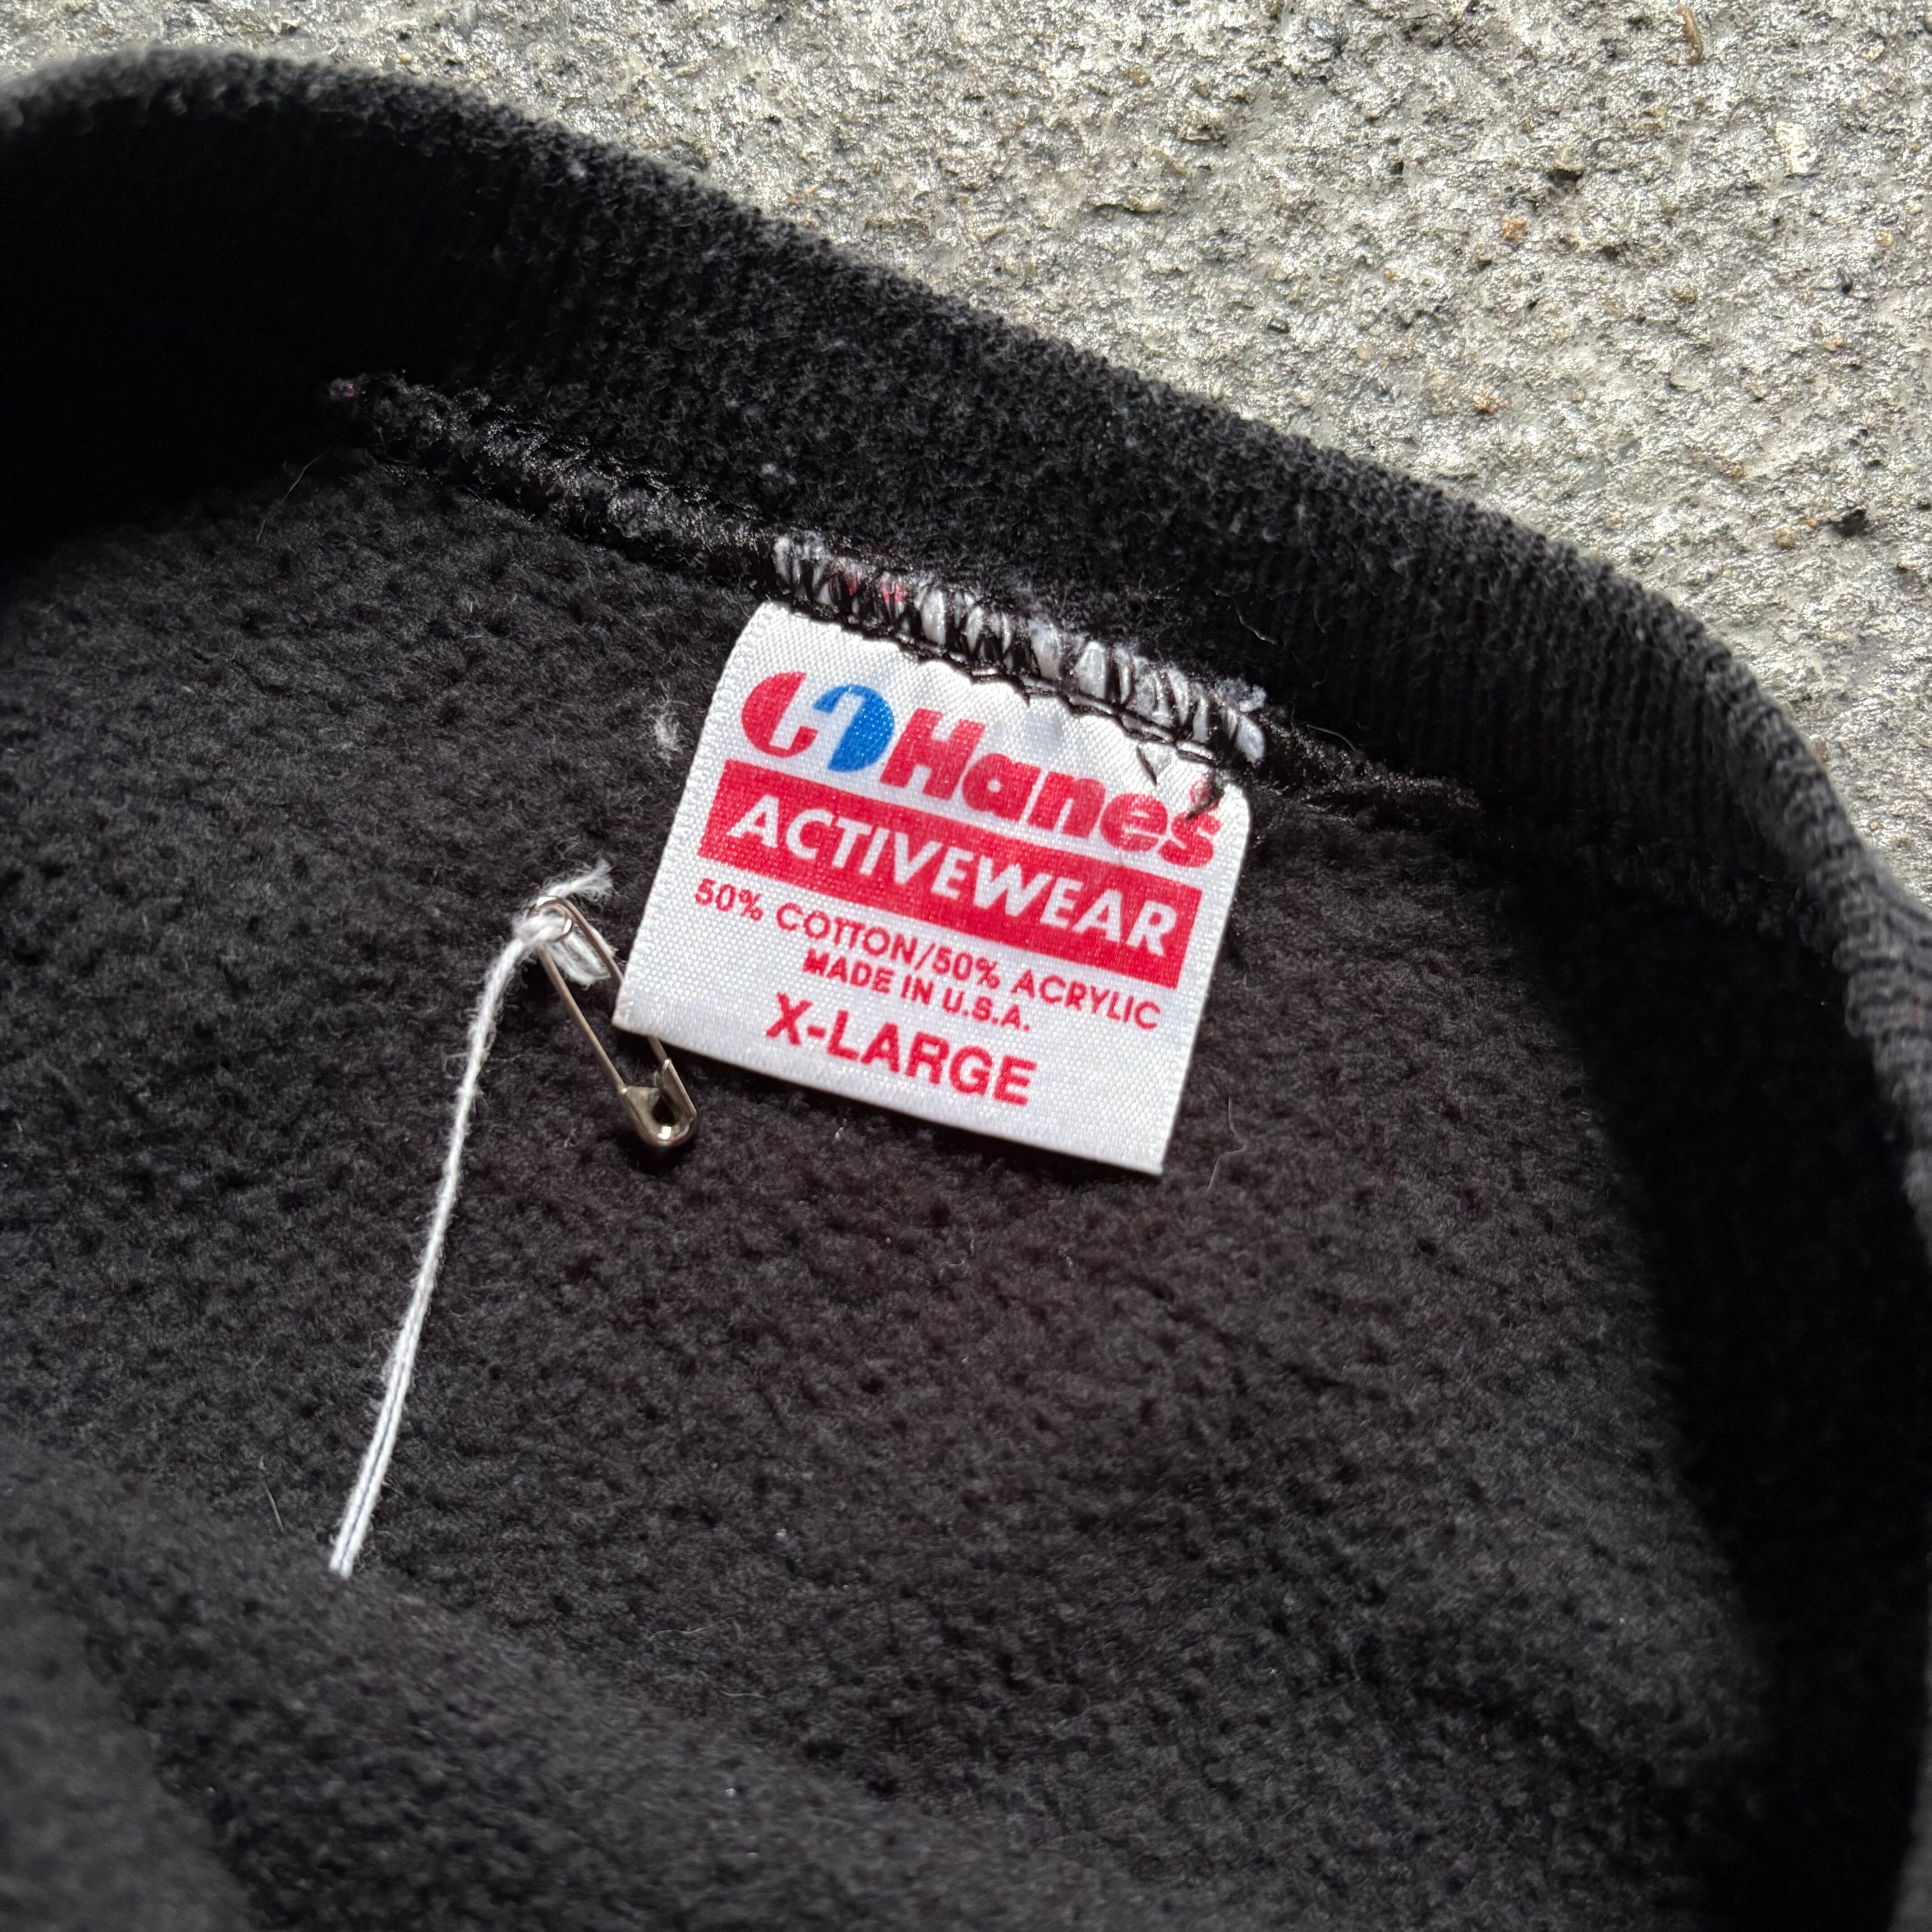 Hanes
ACTIVEWEAR
50% COTTON/50% ACRYLIC
MADE IN U.S.A.
X-LARGE